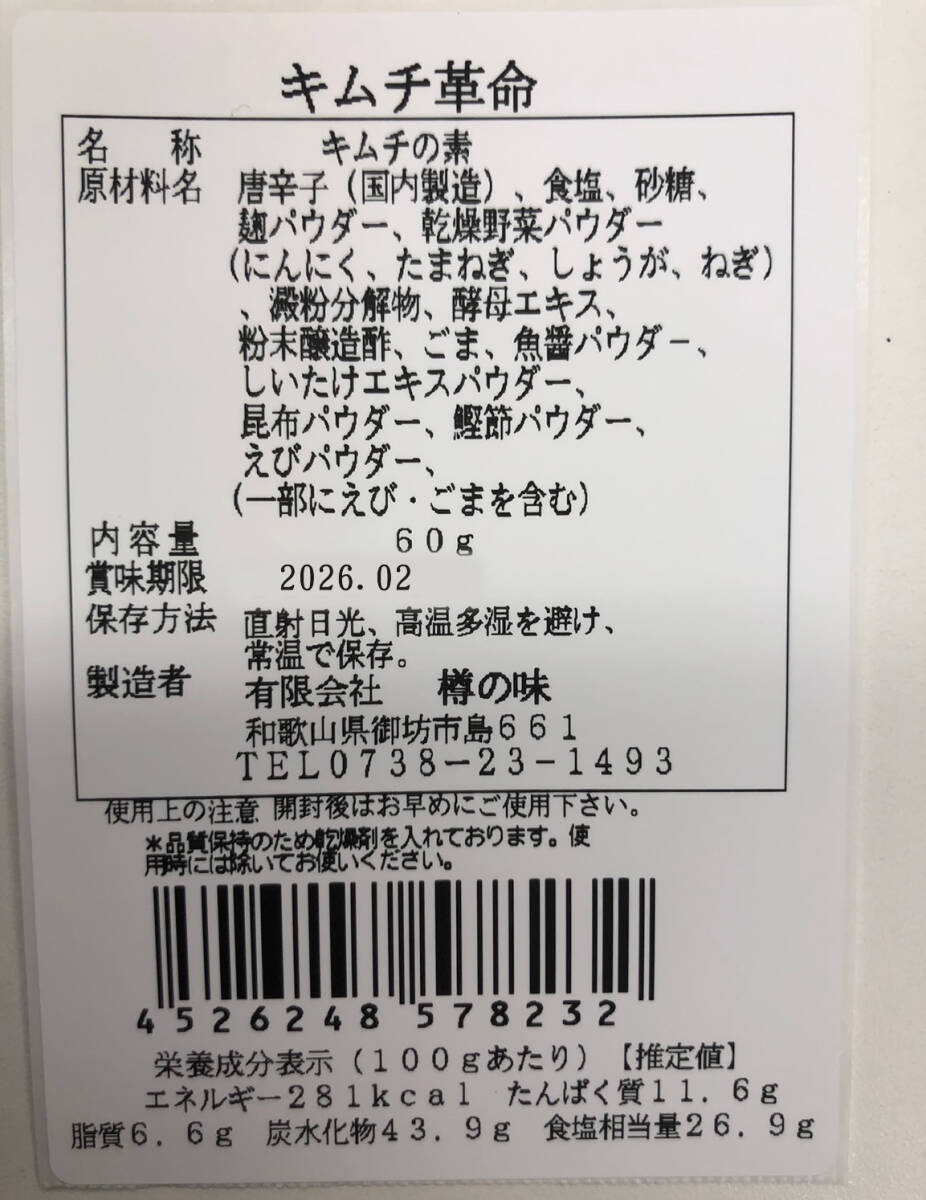 キムチ革命
名　称　キムチの素
原材料名　唐辛子（国内製造）、食塩、砂糖、
麹パウダー、乾燥野菜パウダー
（にんにく、たまねぎ、しょうが、ねぎ）
、澱粉分解物、酵母エキス、
粉末醸造酢、ごま、魚醤パウダー、
しいたけエキスパウダー、
昆布パウダー、鰹節パウダー、
えびパウダー、
（一部にえび・ごまを含む）
内容量　６０ｇ
賞味期限　2026.02
保存方法　直射日光、高温多湿を避け、
常温で保存。
製造者　有限会社　樽の味
和歌山県御坊市島６６１
ＴＥＬ０７３８－２３－１４９３
使用上の注意 開封後はお早めにご使用下さい。
＊品質保持のため乾燥剤を入れております。使
用時には除いてお使いください。
4 526248 578232
栄養成分表示（１００ｇあたり）【推定値】
エネルギー２８１ｋｃａｌ　たんぱく質１１．６ｇ
脂質６．６ｇ　炭水化物４３．９ｇ　食塩相当量２６．９ｇ